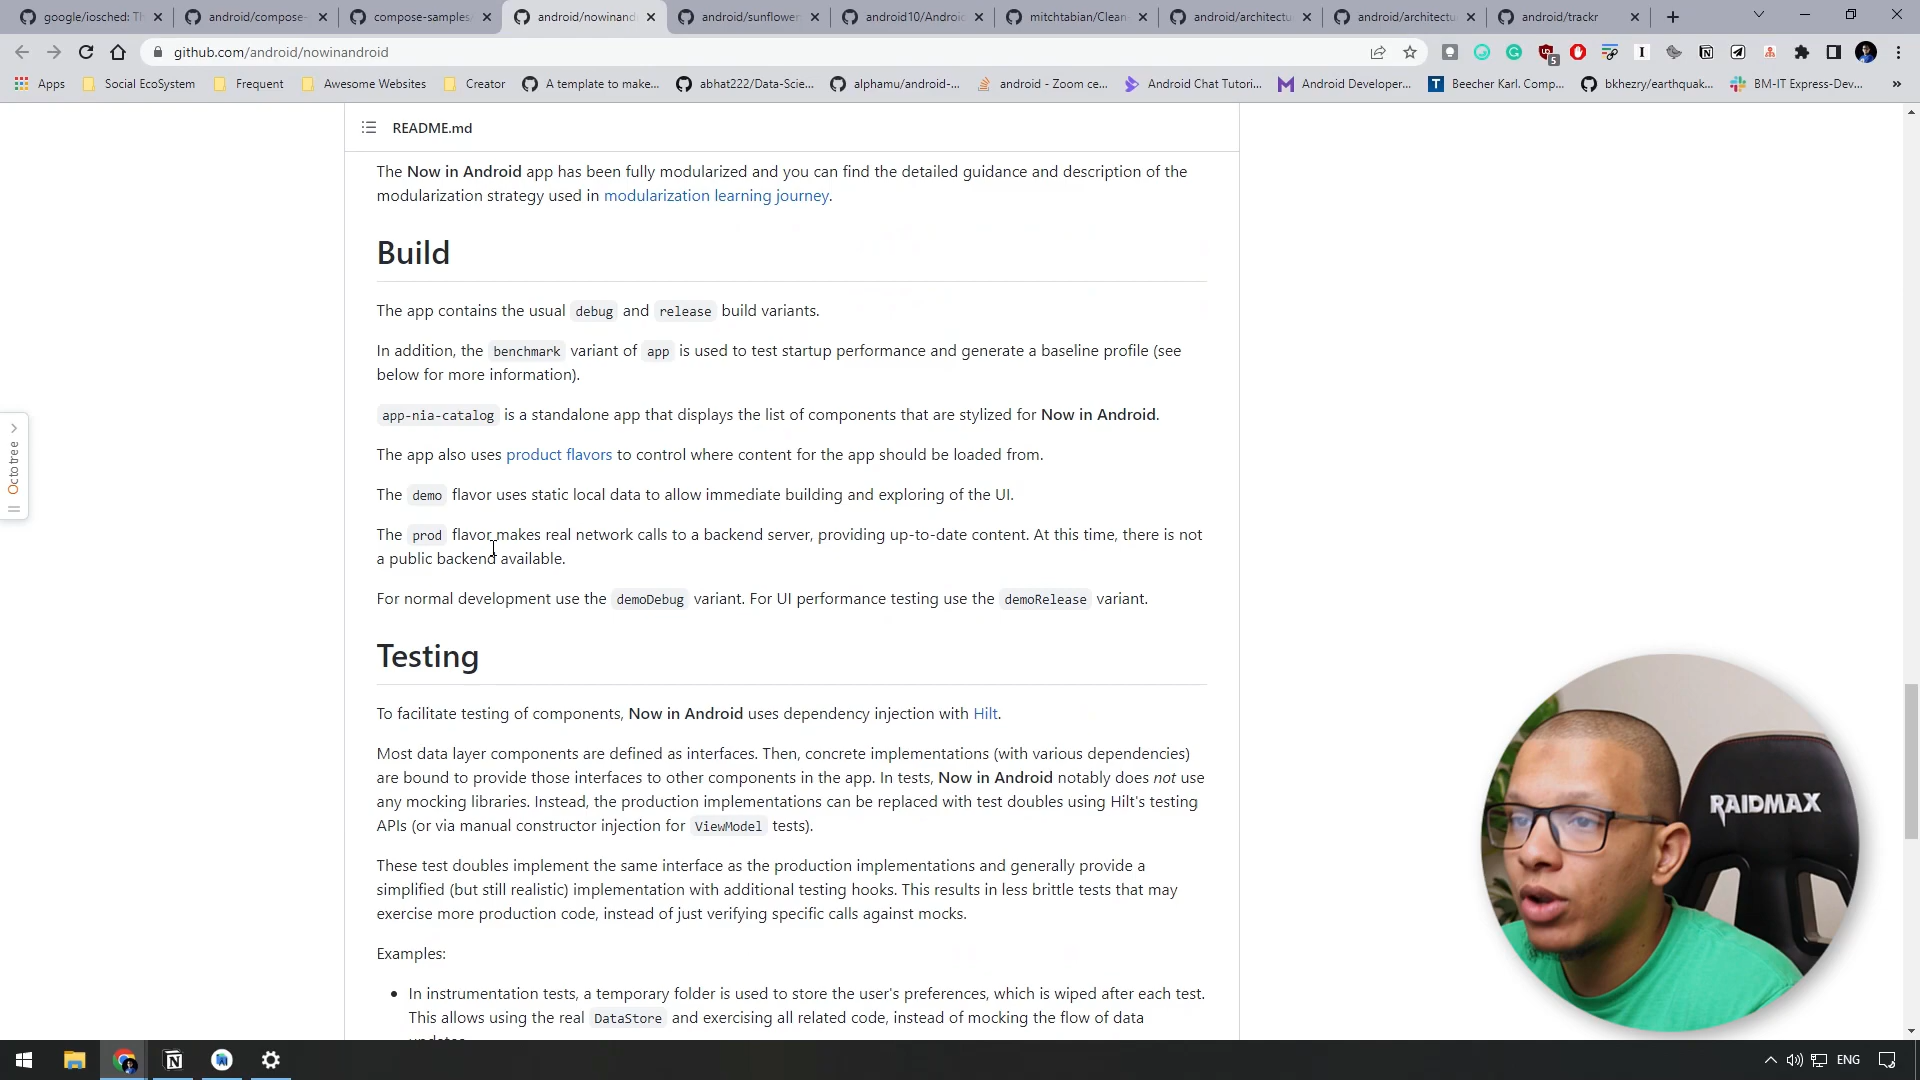 google/iosched: Th
android/compose-
compose-samples/
android/nowinand
android/sunflower
android10/Android
mitchtabian/Clean
android/architectu
android/architectu
android/trackr
github.com/android/nowinandroid
5
Apps
Social EcoSystem
Frequent
Awesome Websites
Creator
A template to make...
abhat222/Data-Scie...
alphamu/android-...
android - Zoom ce...
Android Chat Tutori...
Android Developer...
Beecher Karl. Comp...
bkhezry/earthquak...
BM-IT Express-Dev...
README.md
The Now in Android app has been fully modularized and you can find the detailed guidance and description of the
modularization strategy used in modularization learning journey.
Build
The app contains the usual debug and release build variants.
In addition, the benchmark variant of app is used to test startup performance and generate a baseline profile (see
below for more information).
app-nia-catalog is a standalone app that displays the list of components that are stylized for Now in Android.
The app also uses product flavors to control where content for the app should be loaded from.
The demo flavor uses static local data to allow immediate building and exploring of the UI.
The prod flavor makes real network calls to a backend server, providing up-to-date content. At this time, there is not
a public backend available.
For normal development use the demoDebug variant. For UI performance testing use the demoRelease variant.
Testing
To facilitate testing of components, Now in Android uses dependency injection with Hilt.
Most data layer components are defined as interfaces. Then, concrete implementations (with various dependencies)
are bound to provide those interfaces to other components in the app. In tests, Now in Android notably does not use
any mocking libraries. Instead, the production implementations can be replaced with test doubles using Hilt's testing
APIs (or via manual constructor injection for ViewModel tests).
These test doubles implement the same interface as the production implementations and generally provide a
simplified (but still realistic) implementation with additional testing hooks. This results in less brittle tests that may
exercise more production code, instead of just verifying specific calls against mocks.
Examples:
In instrumentation tests, a temporary folder is used to store the user's preferences, which is wiped after each test.
This allows using the real DataStore and exercising all related code, instead of mocking the flow of data
Octotree
RAIDMAX
ENG